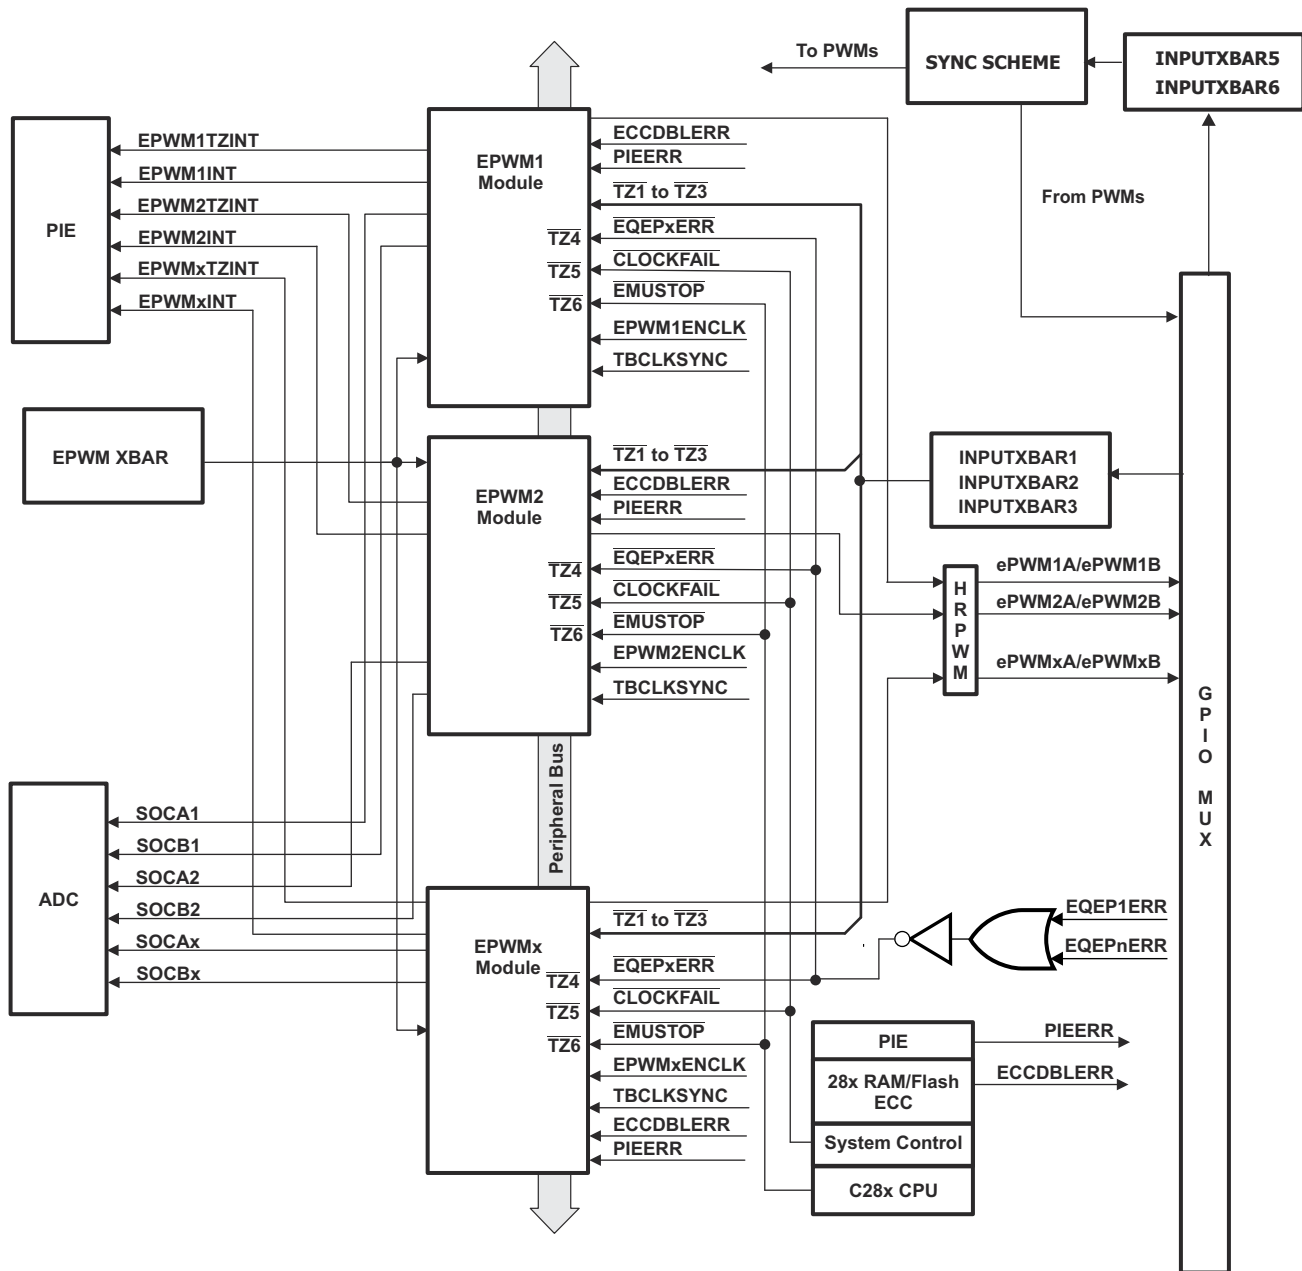 To PWMs
SYNC SCHEME
INPUTXBAR5
INPUTXBAR6
From PWMs
PIE
EPWM1TZINT
EPWM1INT
EPWM2TZINT
EPWM2INT
EPWMxTZINT
EPWMxINT
EPWM1
Module
ECCDBLERR
PIEERR
TZ1 to TZ3
TZ4
EQEPxERR
TZ5
CLOCKFAIL
TZ6
EMUSTOP
EPWM1ENCLK
TBCLKSYNC
EPWM XBAR
EPWM2
Module
TZ1 to TZ3
ECCDBLERR
PIEERR
TZ4
EQEPxERR
TZ5
CLOCKFAIL
TZ6
EMUSTOP
EPWM2ENCLK
TBCLKSYNC
INPUTXBAR1
INPUTXBAR2
INPUTXBAR3
HRPWM
ePWM1A/ePWM1B
ePWM2A/ePWM2B
ePWMxA/ePWMxB
GPIO MUX
Peripheral Bus
ADC
SOCA1
SOCB1
SOCA2
SOCB2
SOCAx
SOCBx
EPWMx
Module
TZ1 to TZ3
TZ4
EQEPxERR
TZ5
CLOCKFAIL
TZ6
EMUSTOP
EPWMxENCLK
TBCLKSYNC
ECCDBLERR
PIEERR
EQEP1ERR
EQEPnERR
PIE
PIEERR
28x RAM/Flash
ECC
ECCDBLERR
System Control
C28x CPU